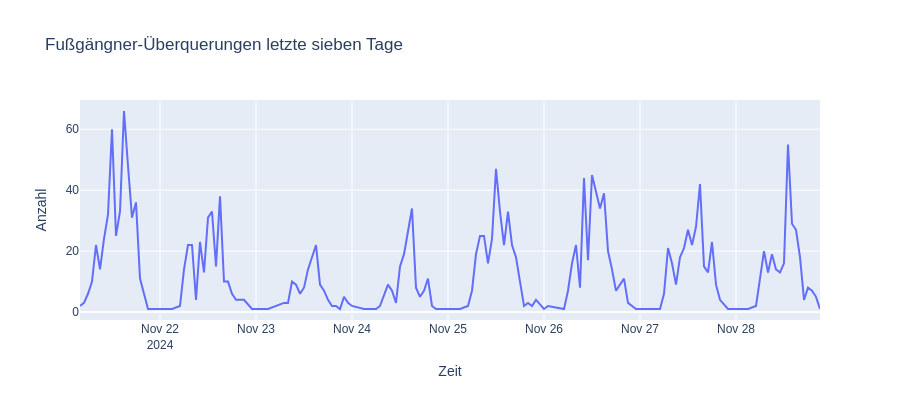 Fußgängner-Überquerungen letzte sieben Tage
60
40
20
0
Anzahl
Nov 22
2024
Nov 23
Nov 24
Nov 25
Nov 26
Nov 27
Nov 28
Zeit